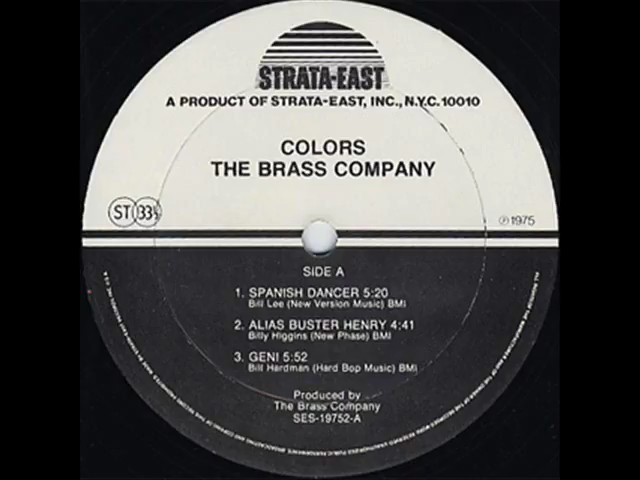 STRATA-EAST
A PRODUCT OF STRATA-EAST, INC., N.Y.C. 10010
COLORS
THE BRASS COMPANY
ST 33⅓
℗ 1975
SIDE A
1. SPANISH DANCER 5:20
Bill Lee (New Version Music) BMI
2. ALIAS BUSTER HENRY 4:41
Billy Higgins (New Phase) BMI
3. GENI 5:52
Bill Hardman (Hard Bop Music) BMI
Produced by
The Brass Company
SES-19752-A